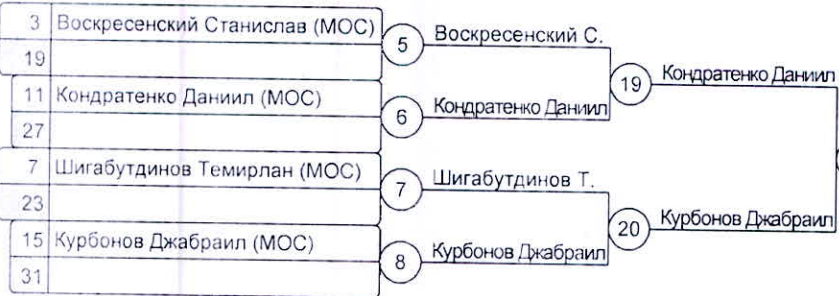 3 Воскресенский Станислав (МОС)
19
5 Воскресенский С.
11 Кондратенко Даниил (МОС)
27
6 Кондратенко Даниил
19 Кондратенко Даниил
7 Шигабутдинов Темирлан (МОС)
23
7 Шигабутдинов Т.
15 Курбонов Джабраил (МОС)
31
8 Курбонов Джабраил
20 Курбонов Джабраил